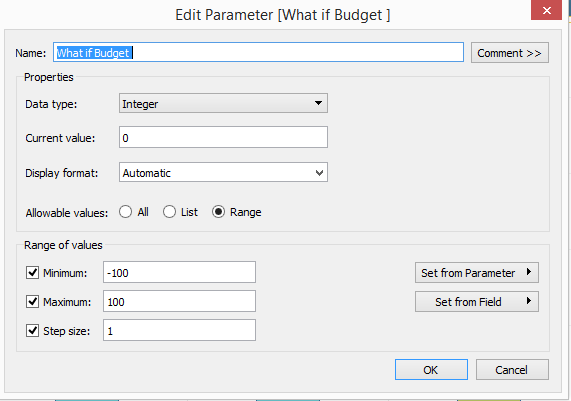 Edit Parameter [What if Budget ]
Name: What if Budget Comment >>
Properties
Data type: Integer
Current value: 0
Display format: Automatic
Allowable values: All List Range
Range of values
Minimum: -100 Set from Parameter
Maximum: 100 Set from Field
Step size: 1
OK Cancel